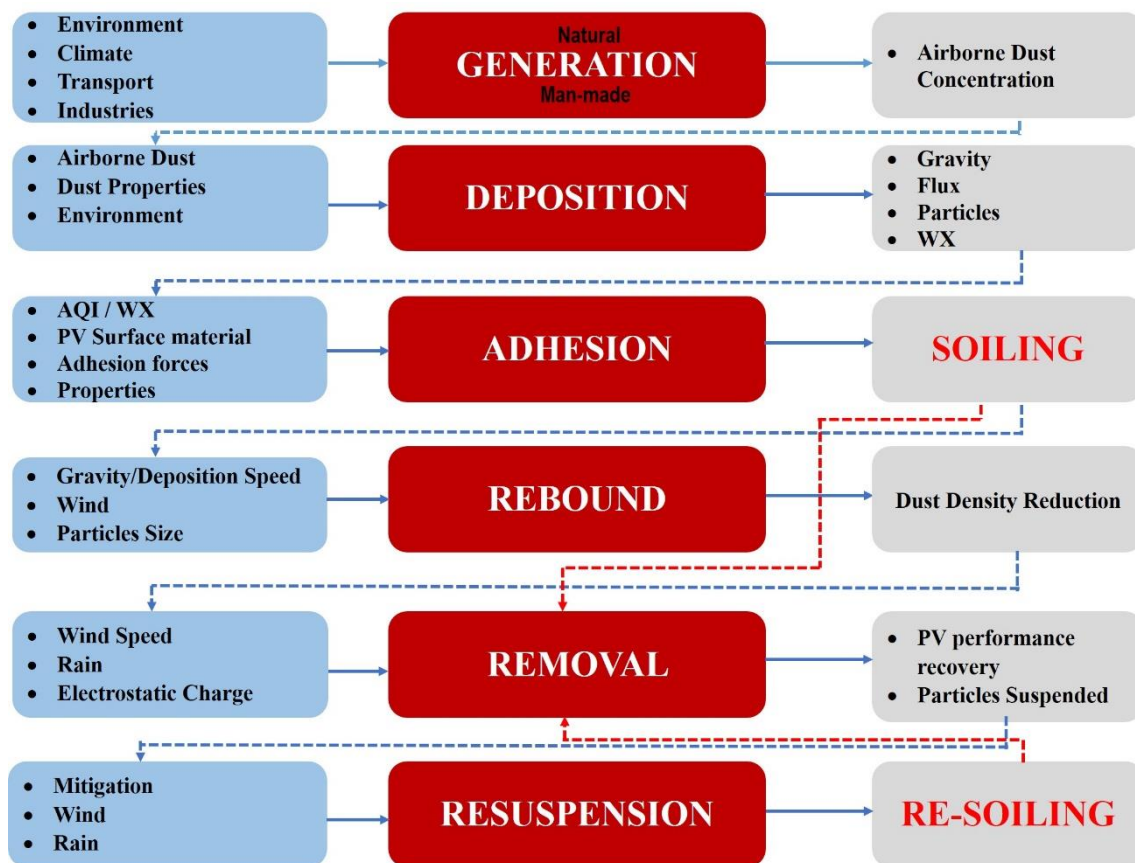 • Environment
• Climate
• Transport
• Industries
Natural
GENERATION
Man-made
• Airborne Dust
Concentration
• Airborne Dust
• Dust Properties
• Environment
DEPOSITION
• Gravity
• Flux
• Particles
• WX
• AQI / WX
• PV Surface material
• Adhesion forces
• Properties
ADHESION
SOILING
• Gravity/Deposition Speed
• Wind
• Particles Size
REBOUND
Dust Density Reduction
• Wind Speed
• Rain
• Electrostatic Charge
REMOVAL
• PV performance
recovery
• Particles Suspended
• Mitigation
• Wind
• Rain
RESUSPENSION
RE-SOILING